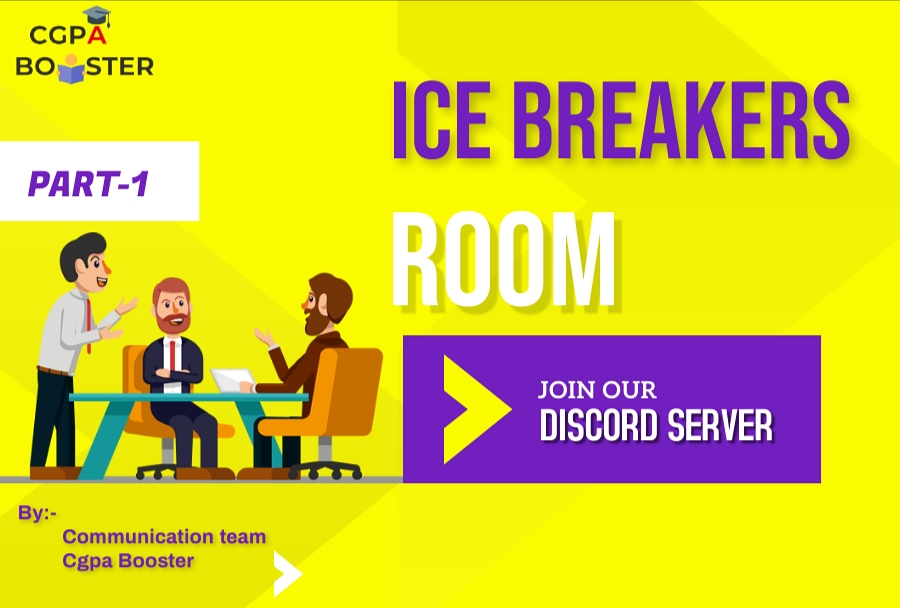 CGPA
BOOSTER
ICE BREAKERS
PART-1
ROOM
JOIN OUR
DISCORD SERVER
By:-
Communication team
Cgpa Booster